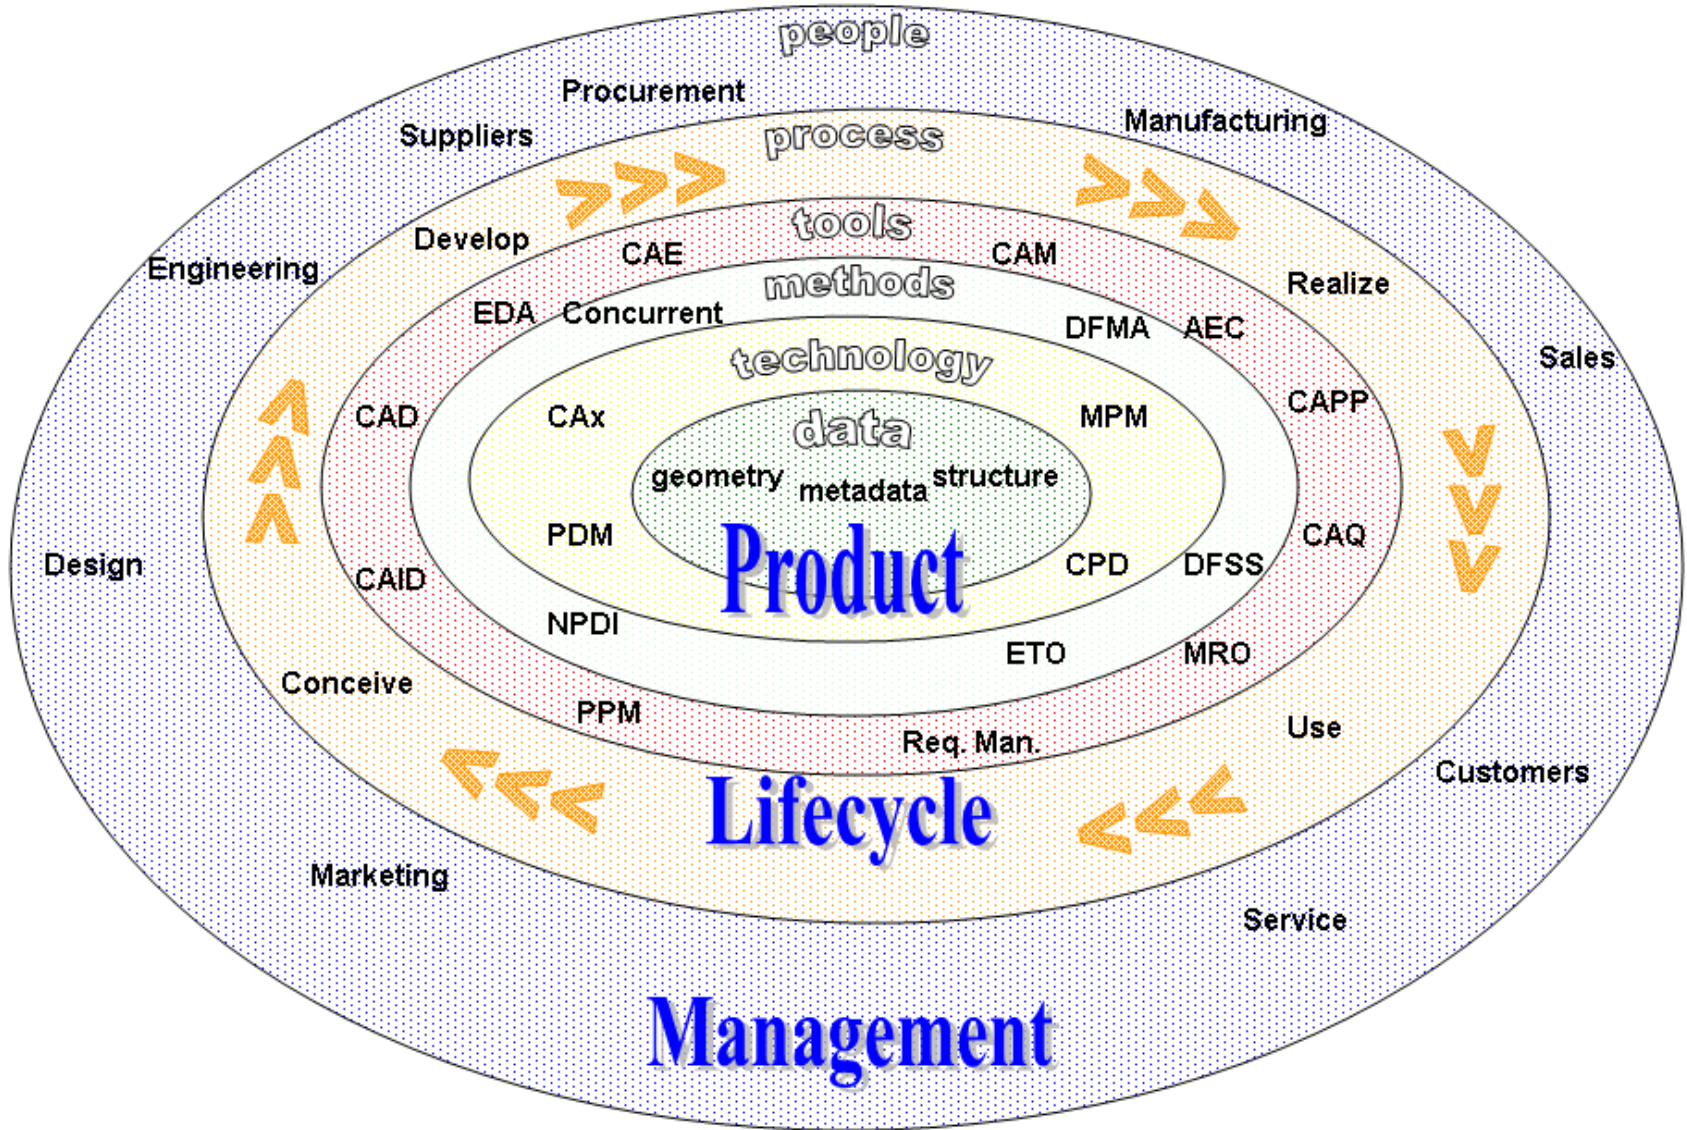 people
Procurement
Manufacturing
Suppliers
process
Develop
Engineering
tools
CAE
CAM
Realize
methods
EDA
Concurrent
DFMA
AEC
Sales
technology
CAD
CAx
data
MPM
CAPP
geometry
metadata
structure
PDM
Product
CPD
DFSS
CAQ
Design
CAID
NPDI
ETO
MRO
Conceive
PPM
Req. Man.
Use
Customers
Lifecycle
Marketing
Service
Management